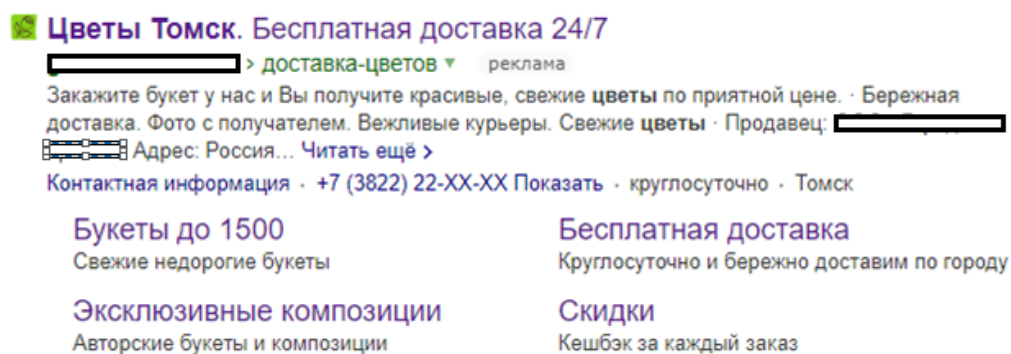 Цветы Томск. Бесплатная доставка 24/7
> доставка-цветов ▾ реклама
Закажите букет у нас и Вы получите красивые, свежие цветы по приятной цене. · Бережная
доставка. Фото с получателем. Вежливые курьеры. Свежие цветы · Продавец:
Адрес: Россия... Читать ещё >
Контактная информация · +7 (3822) 22-XX-XX Показать · круглосуточно · Томск
Букеты до 1500
Свежие недорогие букеты
Бесплатная доставка
Круглосуточно и бережно доставим по городу
Эксклюзивные композиции
Авторские букеты и композиции
Скидки
Кешбэк за каждый заказ